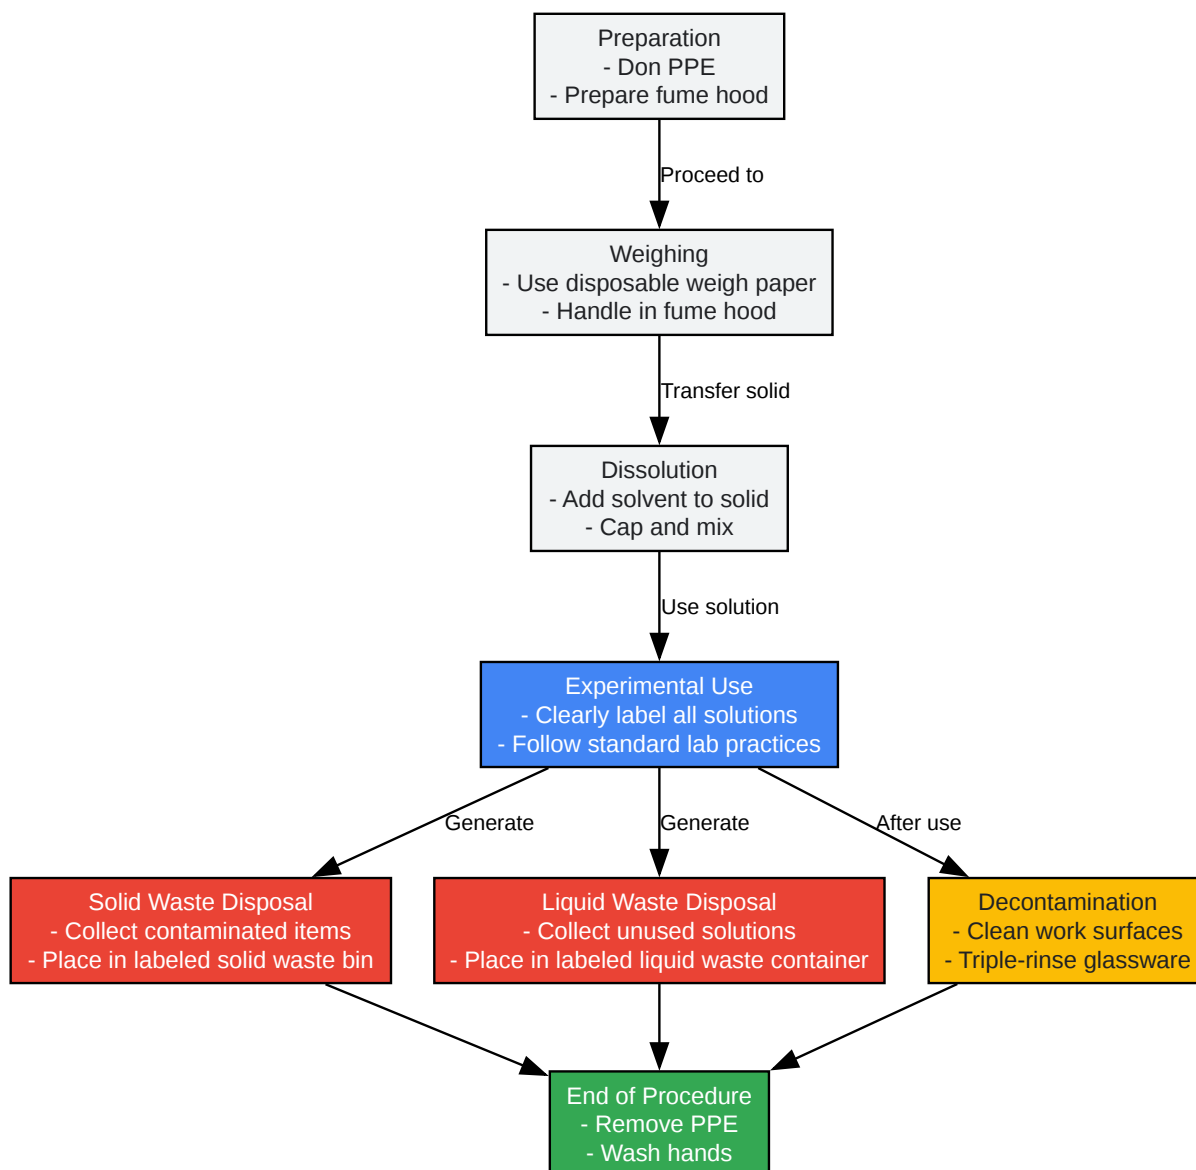 Preparation
- Don PPE
- Prepare fume hood
Proceed to
Weighing
- Use disposable weigh paper
- Handle in fume hood
Transfer solid
Dissolution
- Add solvent to solid
- Cap and mix
Use solution
Experimental Use
- Clearly label all solutions
- Follow standard lab practices
Generate
Generate
After use
Solid Waste Disposal
- Collect contaminated items
- Place in labeled solid waste bin
Liquid Waste Disposal
- Collect unused solutions
- Place in labeled liquid waste container
Decontamination
- Clean work surfaces
- Triple-rinse glassware
End of Procedure
- Remove PPE
- Wash hands